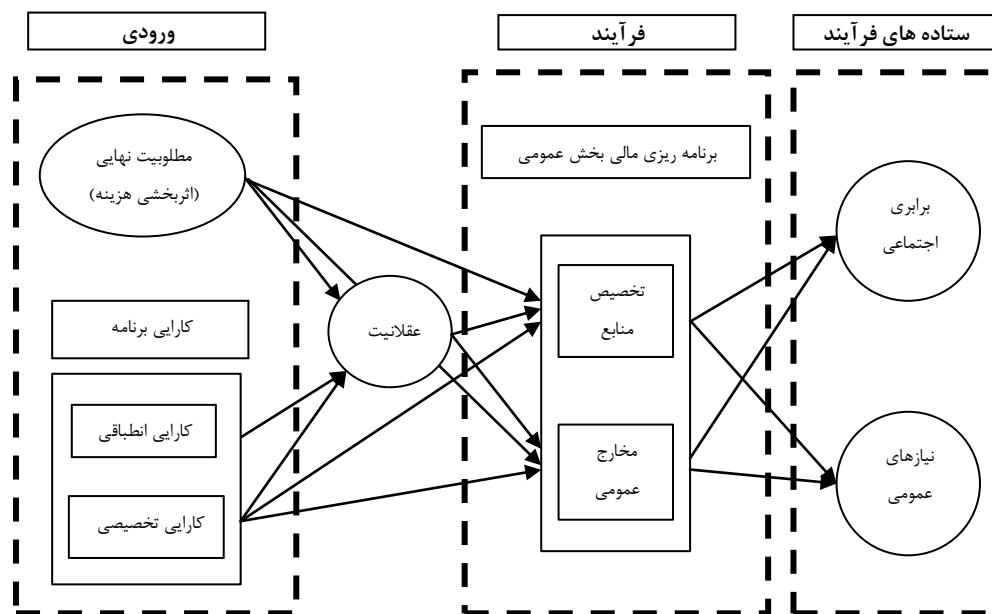 ورودی
فرآیند
ستاده های فرآیند
مطلوبیت نهایی
(اثربخشی هزینه)
کارایی برنامه
کارایی انطباقی
کارایی تخصیصی
عقلانیت
برنامه ریزی مالی بخش عمومی
تخصیص
منابع
مخارج
عمومی
برابری
اجتماعی
نیازهای
عمومی